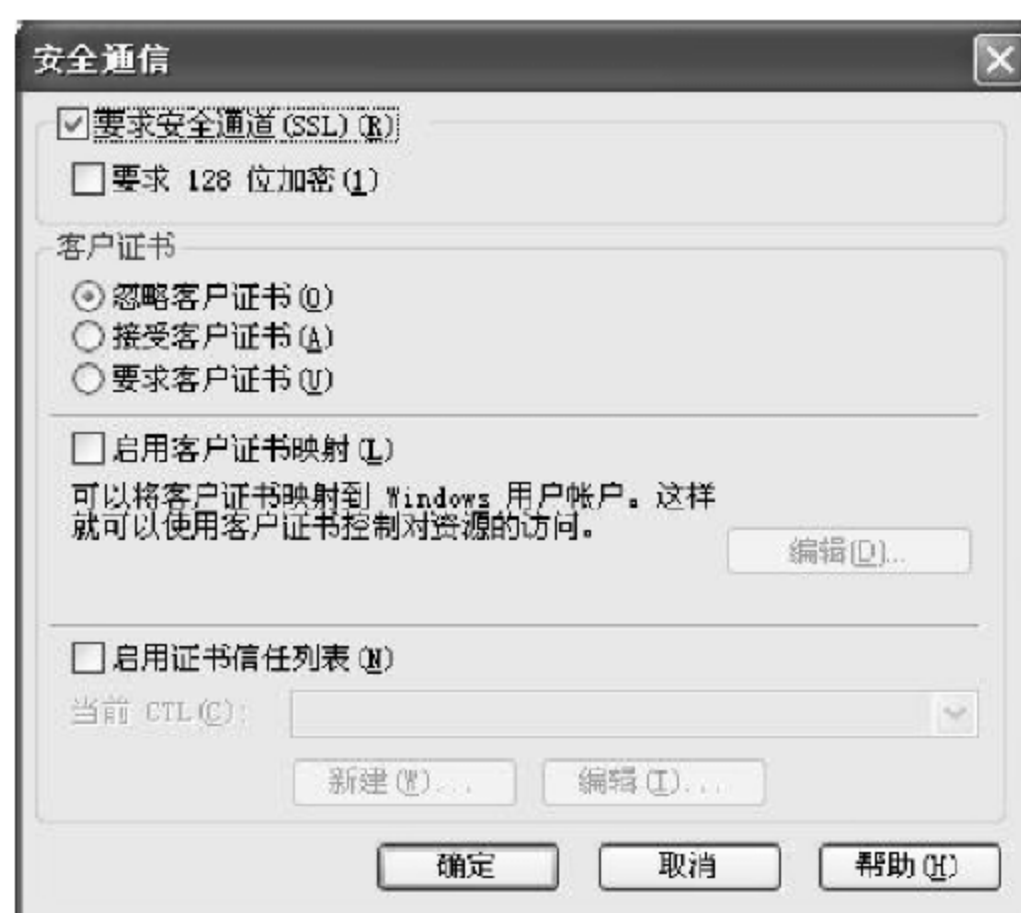 安全通信
要求安全通道(SSL)(R)
要求 128 位加密(1)
客户证书
忽略客户证书(O)
接受客户证书(A)
要求客户证书(U)
启用客户证书映射(L)
可以将客户证书映射到 Windows 用户帐户。这样
就可以使用客户证书控制对资源的访问。
编辑(D)...
启用证书信任列表(N)
当前 CTL(C):
新建(W)...
编辑(I)...
确定
取消
帮助(H)